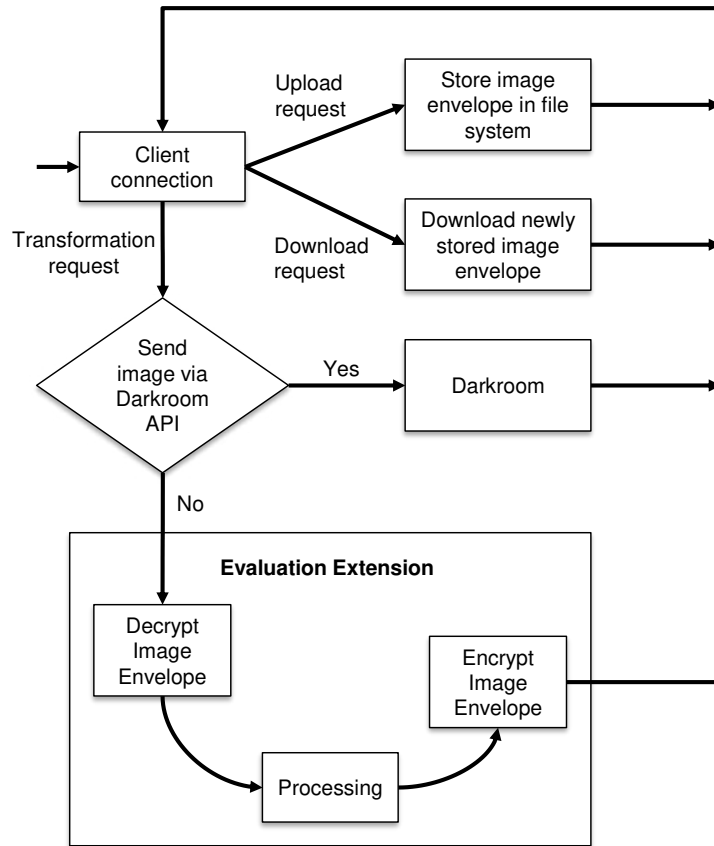 Upload
request
Store image
envelope in file
system
Client
connection
Transformation
request
Download
request
Download newly
stored image
envelope
Send
image via
Darkroom
API
Yes
Darkroom
No
Evaluation Extension
Decrypt
Image
Envelope
Encrypt
Image
Envelope
Processing